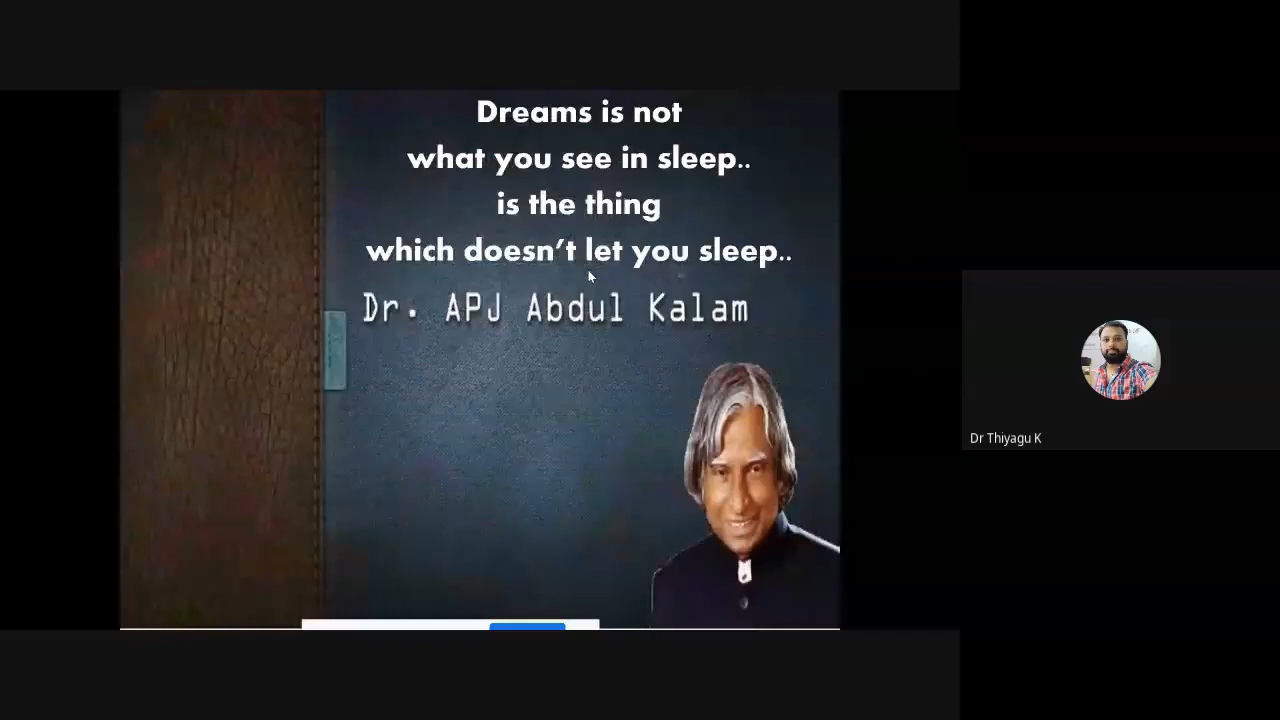 Dreams is not
what you see in sleep..
is the thing
which doesn’t let you sleep..
Dr. APJ Abdul Kalam
Dr Thiyagu K